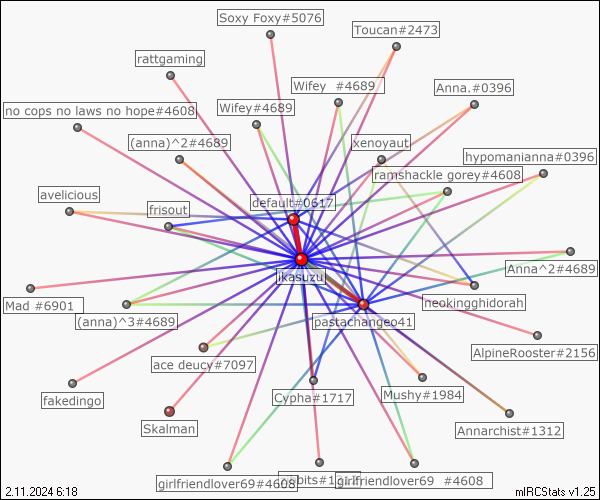 Soxy Foxy#5076
Toucan#2473
rattgaming
Wifey  #4689
Anna.#0396
no cops no laws no hope#4608
Wifey#4689
(anna)^2#4689
xenoyaut
hypomanianna#0396
ramshackle gorey#4608
avelicious
default#0617
frisout
Anna^2#4689
ikasuzu
neokingghidorah
Mad #6901
(anna)^3#4689
pastachangeo41
AlpineRooster#2156
ace deucy#7097
fakedingo
Cypha#1717
Mushy#1984
Skalman
Annarchist#1312
girlfriendlover69#4608
girlfriendlover69  #4608
2.11.2024 6:18
mIRCStats v1.25